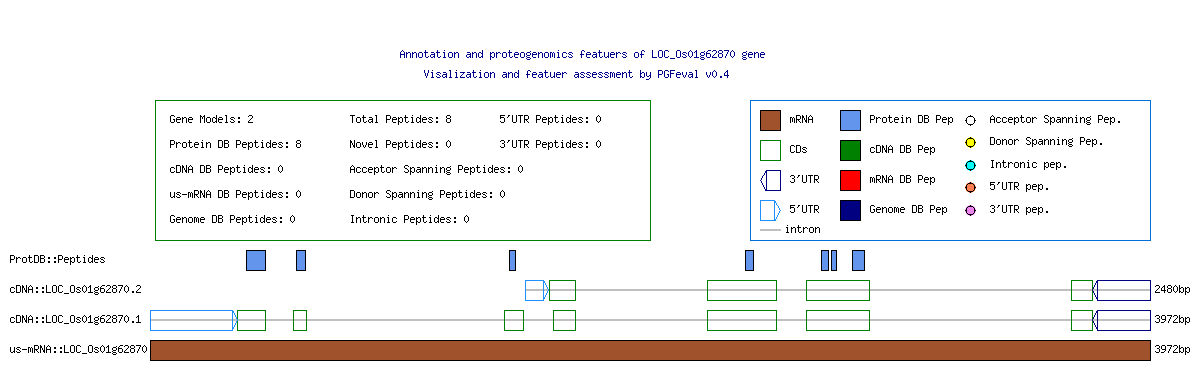 Annotation and proteogenomics featuers of LOC_Os01g62870 gene
Visalization and featuer assessment by PGFeval v0.4
Gene Models: 2
Total Peptides: 8
5'UTR Peptides: 0
Protein DB Peptides: 8
Novel Peptides: 0
3'UTR Peptides: 0
cDNA DB Peptides: 0
Acceptor Spanning Peptides: 0
us-mRNA DB Peptides: 0
Donor Spanning Peptides: 0
Genome DB Peptides: 0
Intronic Peptides: 0
mRNA
Protein DB Pep
Acceptor Spanning Pep.
CDs
cDNA DB Pep
Donor Spanning Pep.
3'UTR
mRNA DB Pep
Intronic pep.
5'UTR
Genome DB Pep
5'UTR pep.
intron
3'UTR pep.
ProtDB::Peptides
cDNA::LOC_Os01g62870.2
2480bp
cDNA::LOC_Os01g62870.1
3972bp
us-mRNA::LOC_Os01g62870
3972bp